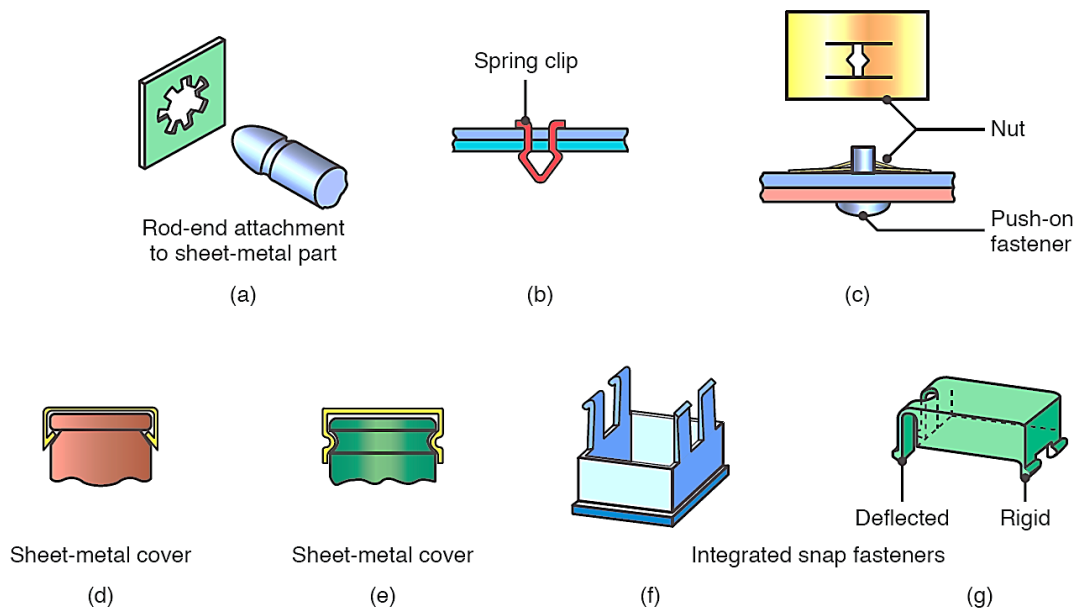 Spring clip
Nut
Rod-end attachment
to sheet-metal part
Push-on
fastener
(a)
(b)
(c)
Deflected
Rigid
Sheet-metal cover
Sheet-metal cover
Integrated snap fasteners
(d)
(e)
(f)
(g)